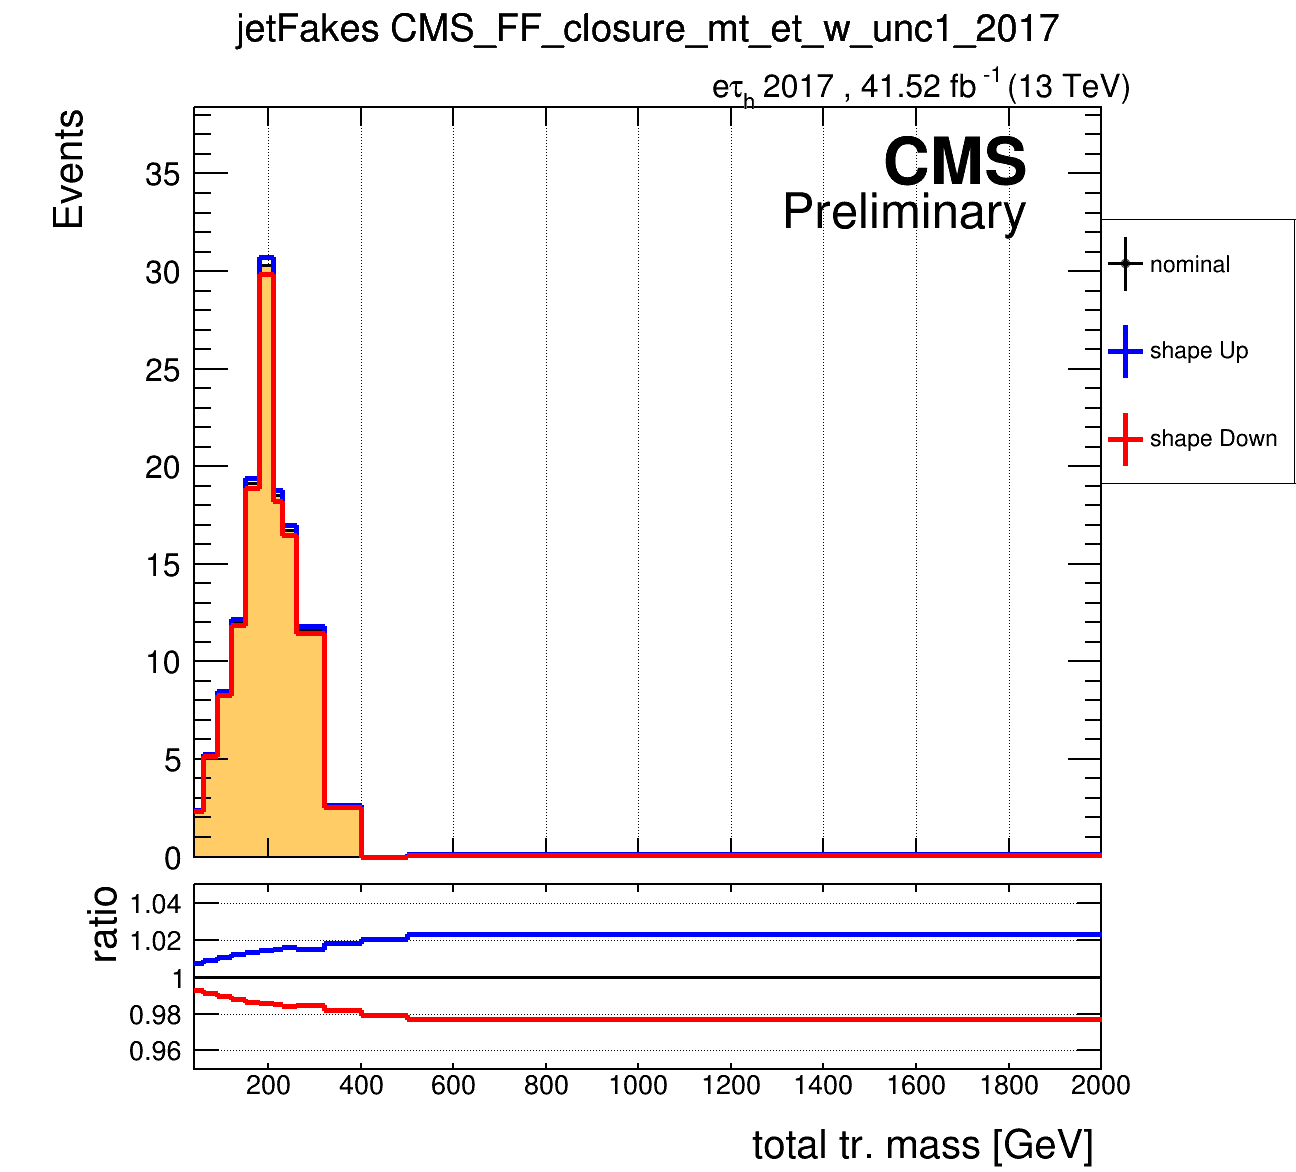 jetFakes CMS_FF_closure_mt_et_w_unc1_2017
eτh 2017 , 41.52 fb -1 (13 TeV)
Events
CMS
Preliminary
35
30
25
20
15
10
5
0
nominal
shape Up
shape Down
ratio
1.04
1.02
1
0.98
0.96
200 400 600 800 1000 1200 1400 1600 1800 2000
total tr. mass [GeV]